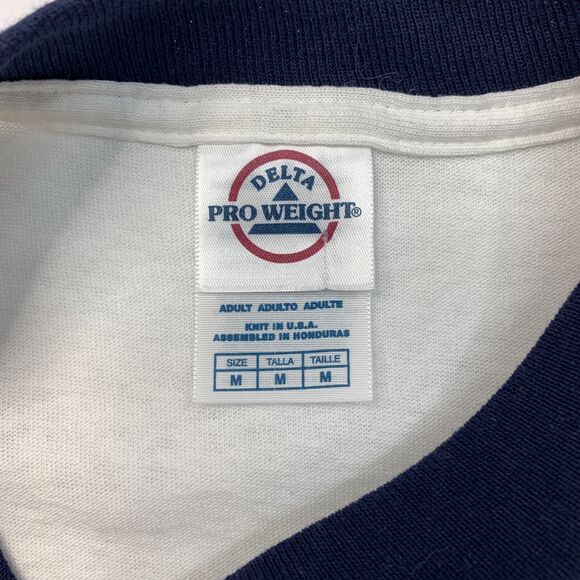 DELTA
PRO WEIGHT®
ADULT ADULTO ADULTE
KNIT IN U.S.A.
ASSEMBLED IN HONDURAS
SIZE TALLA TAILLE
M M M